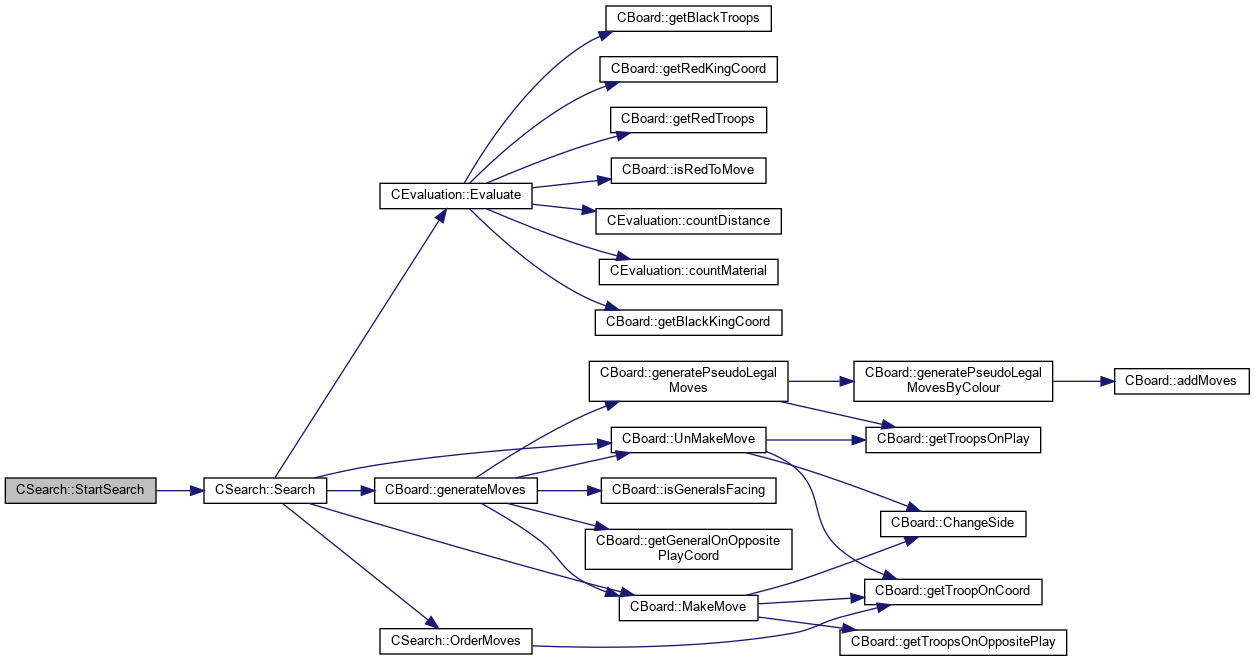 CBoard::getBlackTroops
CBoard::getRedKingCoord
CBoard::getRedTroops
CBoard::isRedToMove
CEvaluation::Evaluate
CEvaluation::countDistance
CEvaluation::countMaterial
CBoard::getBlackKingCoord
CBoard::generatePseudoLegal
Moves
CBoard::generatePseudoLegal
MovesByColour
CBoard::addMoves
CBoard::UnMakeMove
CBoard::getTroopsOnPlay
CSearch::StartSearch
CSearch::Search
CBoard::generateMoves
CBoard::isGeneralsFacing
CBoard::ChangeSide
CBoard::getGeneralOnOpposite
PlayCoord
CBoard::getTroopOnCoord
CBoard::MakeMove
CSearch::OrderMoves
CBoard::getTroopsOnOppositePlay